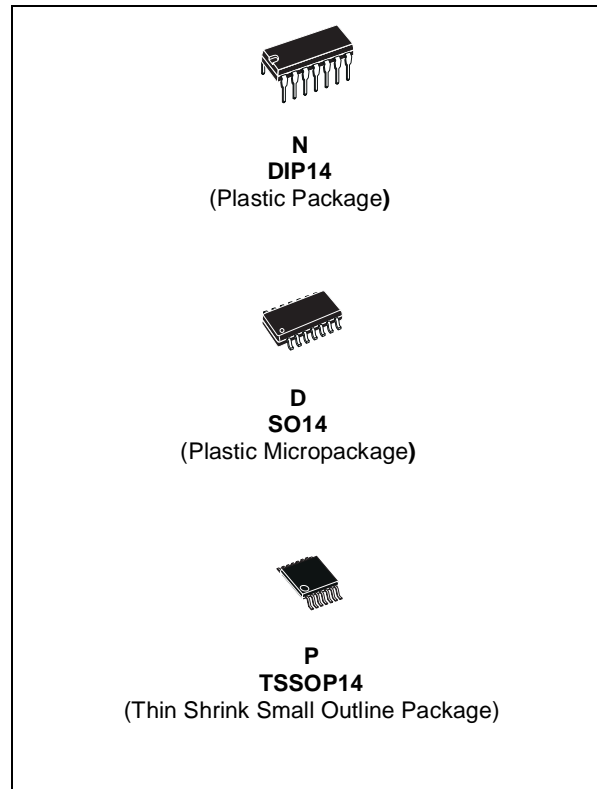 N
DIP14
(Plastic Package)
D
SO14
(Plastic Micropackage)
P
TSSOP14
(Thin Shrink Small Outline Package)